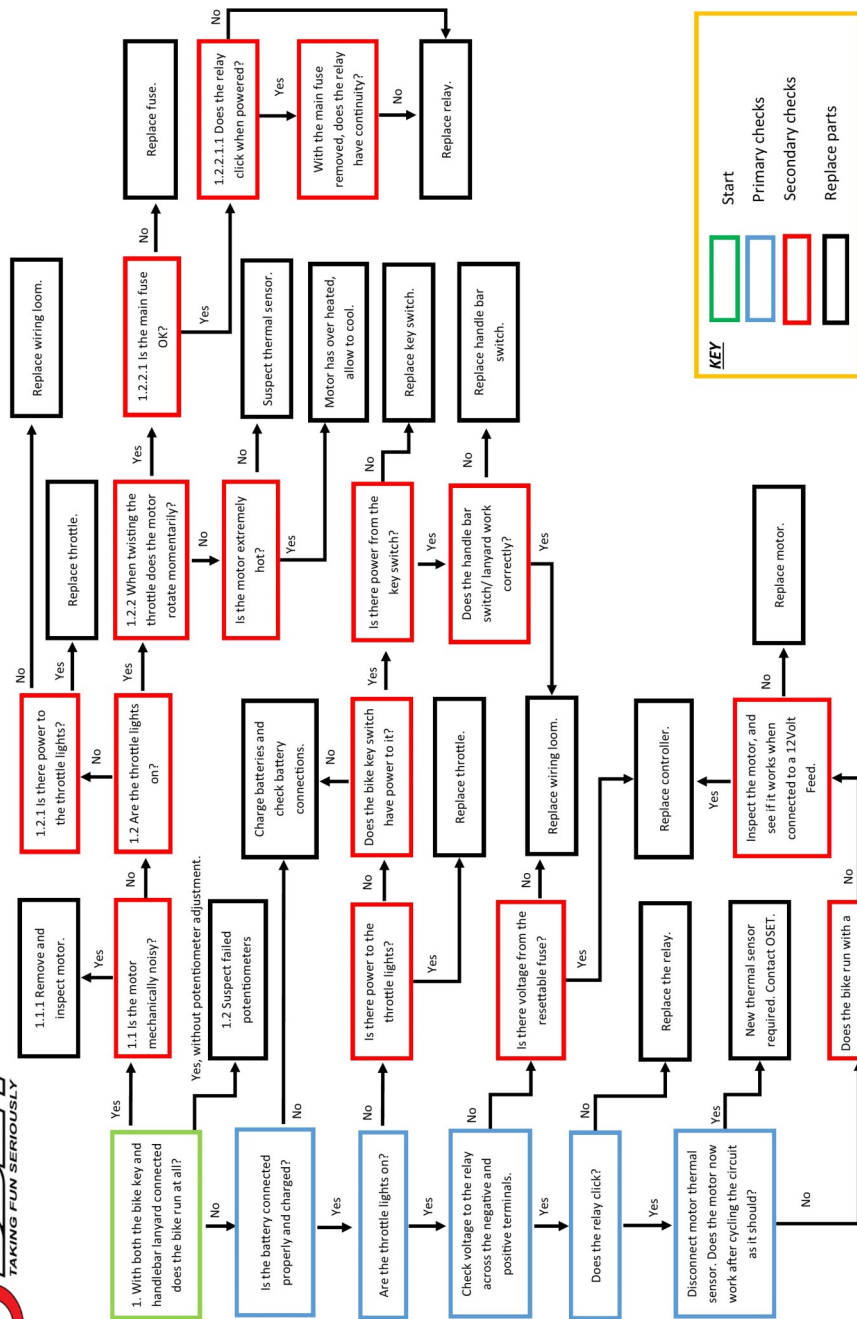 TAKING FUN SERIOUSLY
1. With both the bike key and
handlebar lanyard connected
does the bike run at all?
Yes
Yes, without potentiometer adjustment.
No
1.1 Is the motor
mechanically noisy?
Yes
No
1.1.1 Remove and
inspect motor.
1.2 Suspect failed
potentiometers
1.2 Are the throttle lights
on?
No
Yes
1.2.1 Is there power to
the throttle lights?
No
Yes
Replace wiring loom.
Replace throttle.
1.2.2 When twisting the
throttle does the motor
rotate momentarily?
Yes
No
1.2.2.1 Is the main fuse
OK?
No
Yes
Replace fuse.
1.2.2.1.1 Does the relay
click when powered?
No
Yes
With the main fuse
removed, does the relay
have continuity?
No
Replace relay.
Is the motor extremely
hot?
No
Yes
Suspect thermal sensor.
Motor has over heated,
allow to cool.
Is the battery connected
properly and charged?
No
Yes
Charge batteries and
check battery
connections.
Are the throttle lights on?
No
Yes
Is there power to the
throttle lights?
No
Yes
Replace throttle.
Does the bike key switch
have power to it?
No
Yes
Is there power from the
key switch?
No
Yes
Replace key switch.
Does the handle bar
switch/ lanyard work
correctly?
No
Yes
Replace handle bar
switch.
Check voltage to the relay
across the negative and
positive terminals.
No
Yes
Is there voltage from the
resettable fuse?
No
Yes
Replace wiring loom.
Replace controller.
Does the relay click?
No
Yes
Replace the relay.
Disconnect motor thermal
sensor. Does the motor now
work after cycling the circuit
as it should?
Yes
No
New thermal sensor
required. Contact OSET.
Does the bike run with a
No
Inspect the motor, and
see if it works when
connected to a 12Volt
Feed.
Yes
No
Replace motor.
KEY
Start
Primary checks
Secondary checks
Replace parts